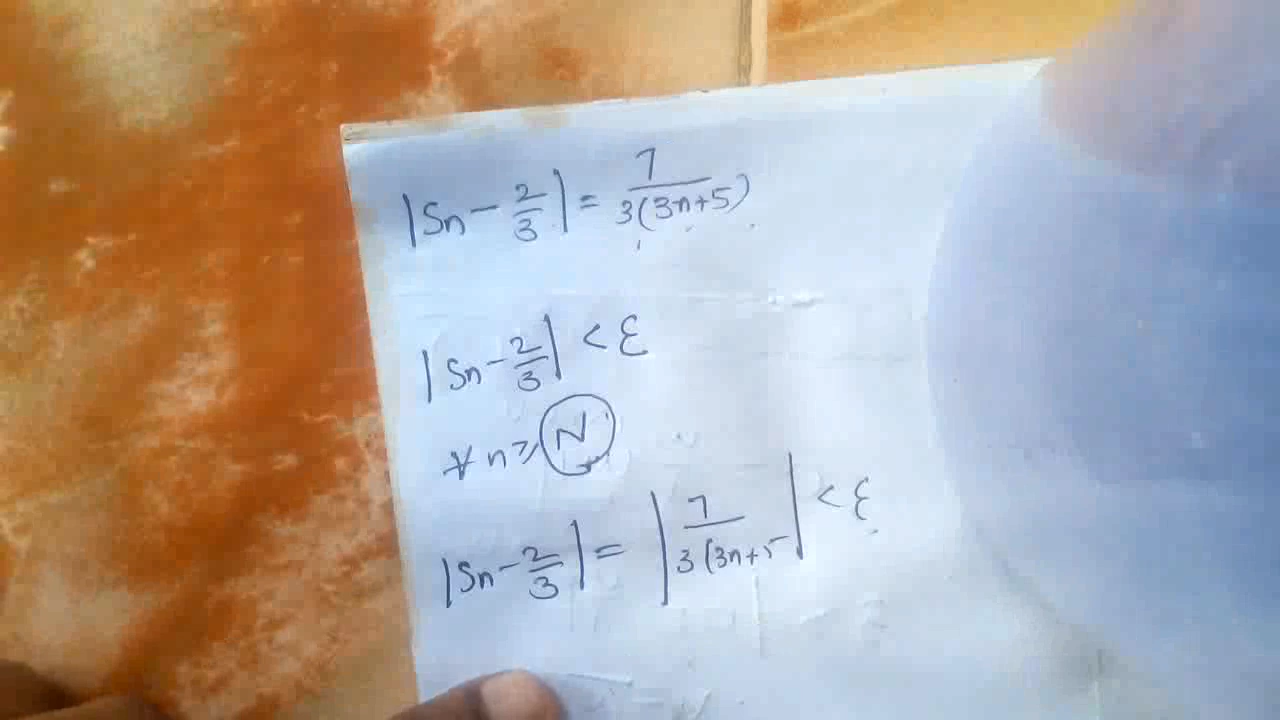 |Sn - 2/3| = 7/3(3n+5)
|Sn - 2/3| < ε
∀ n ≥ N
|Sn - 2/3| = |7/3(3n+5| < ε